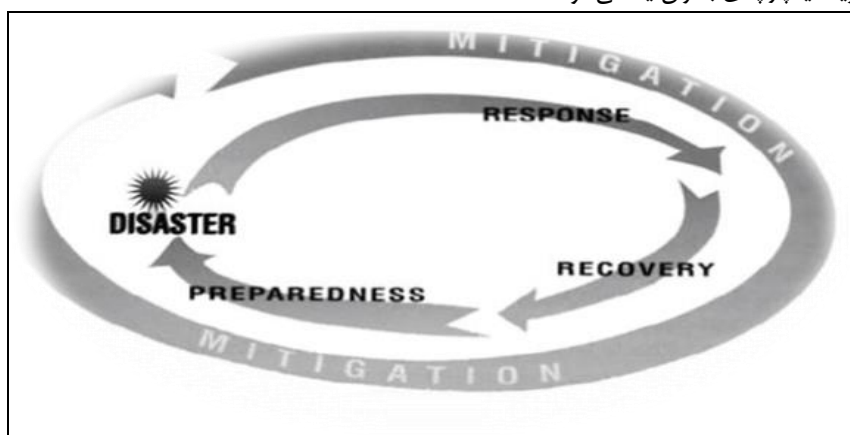 MITIGATION
RESPONSE
DISASTER
RECOVERY
PREPAREDNESS
MITIGATION